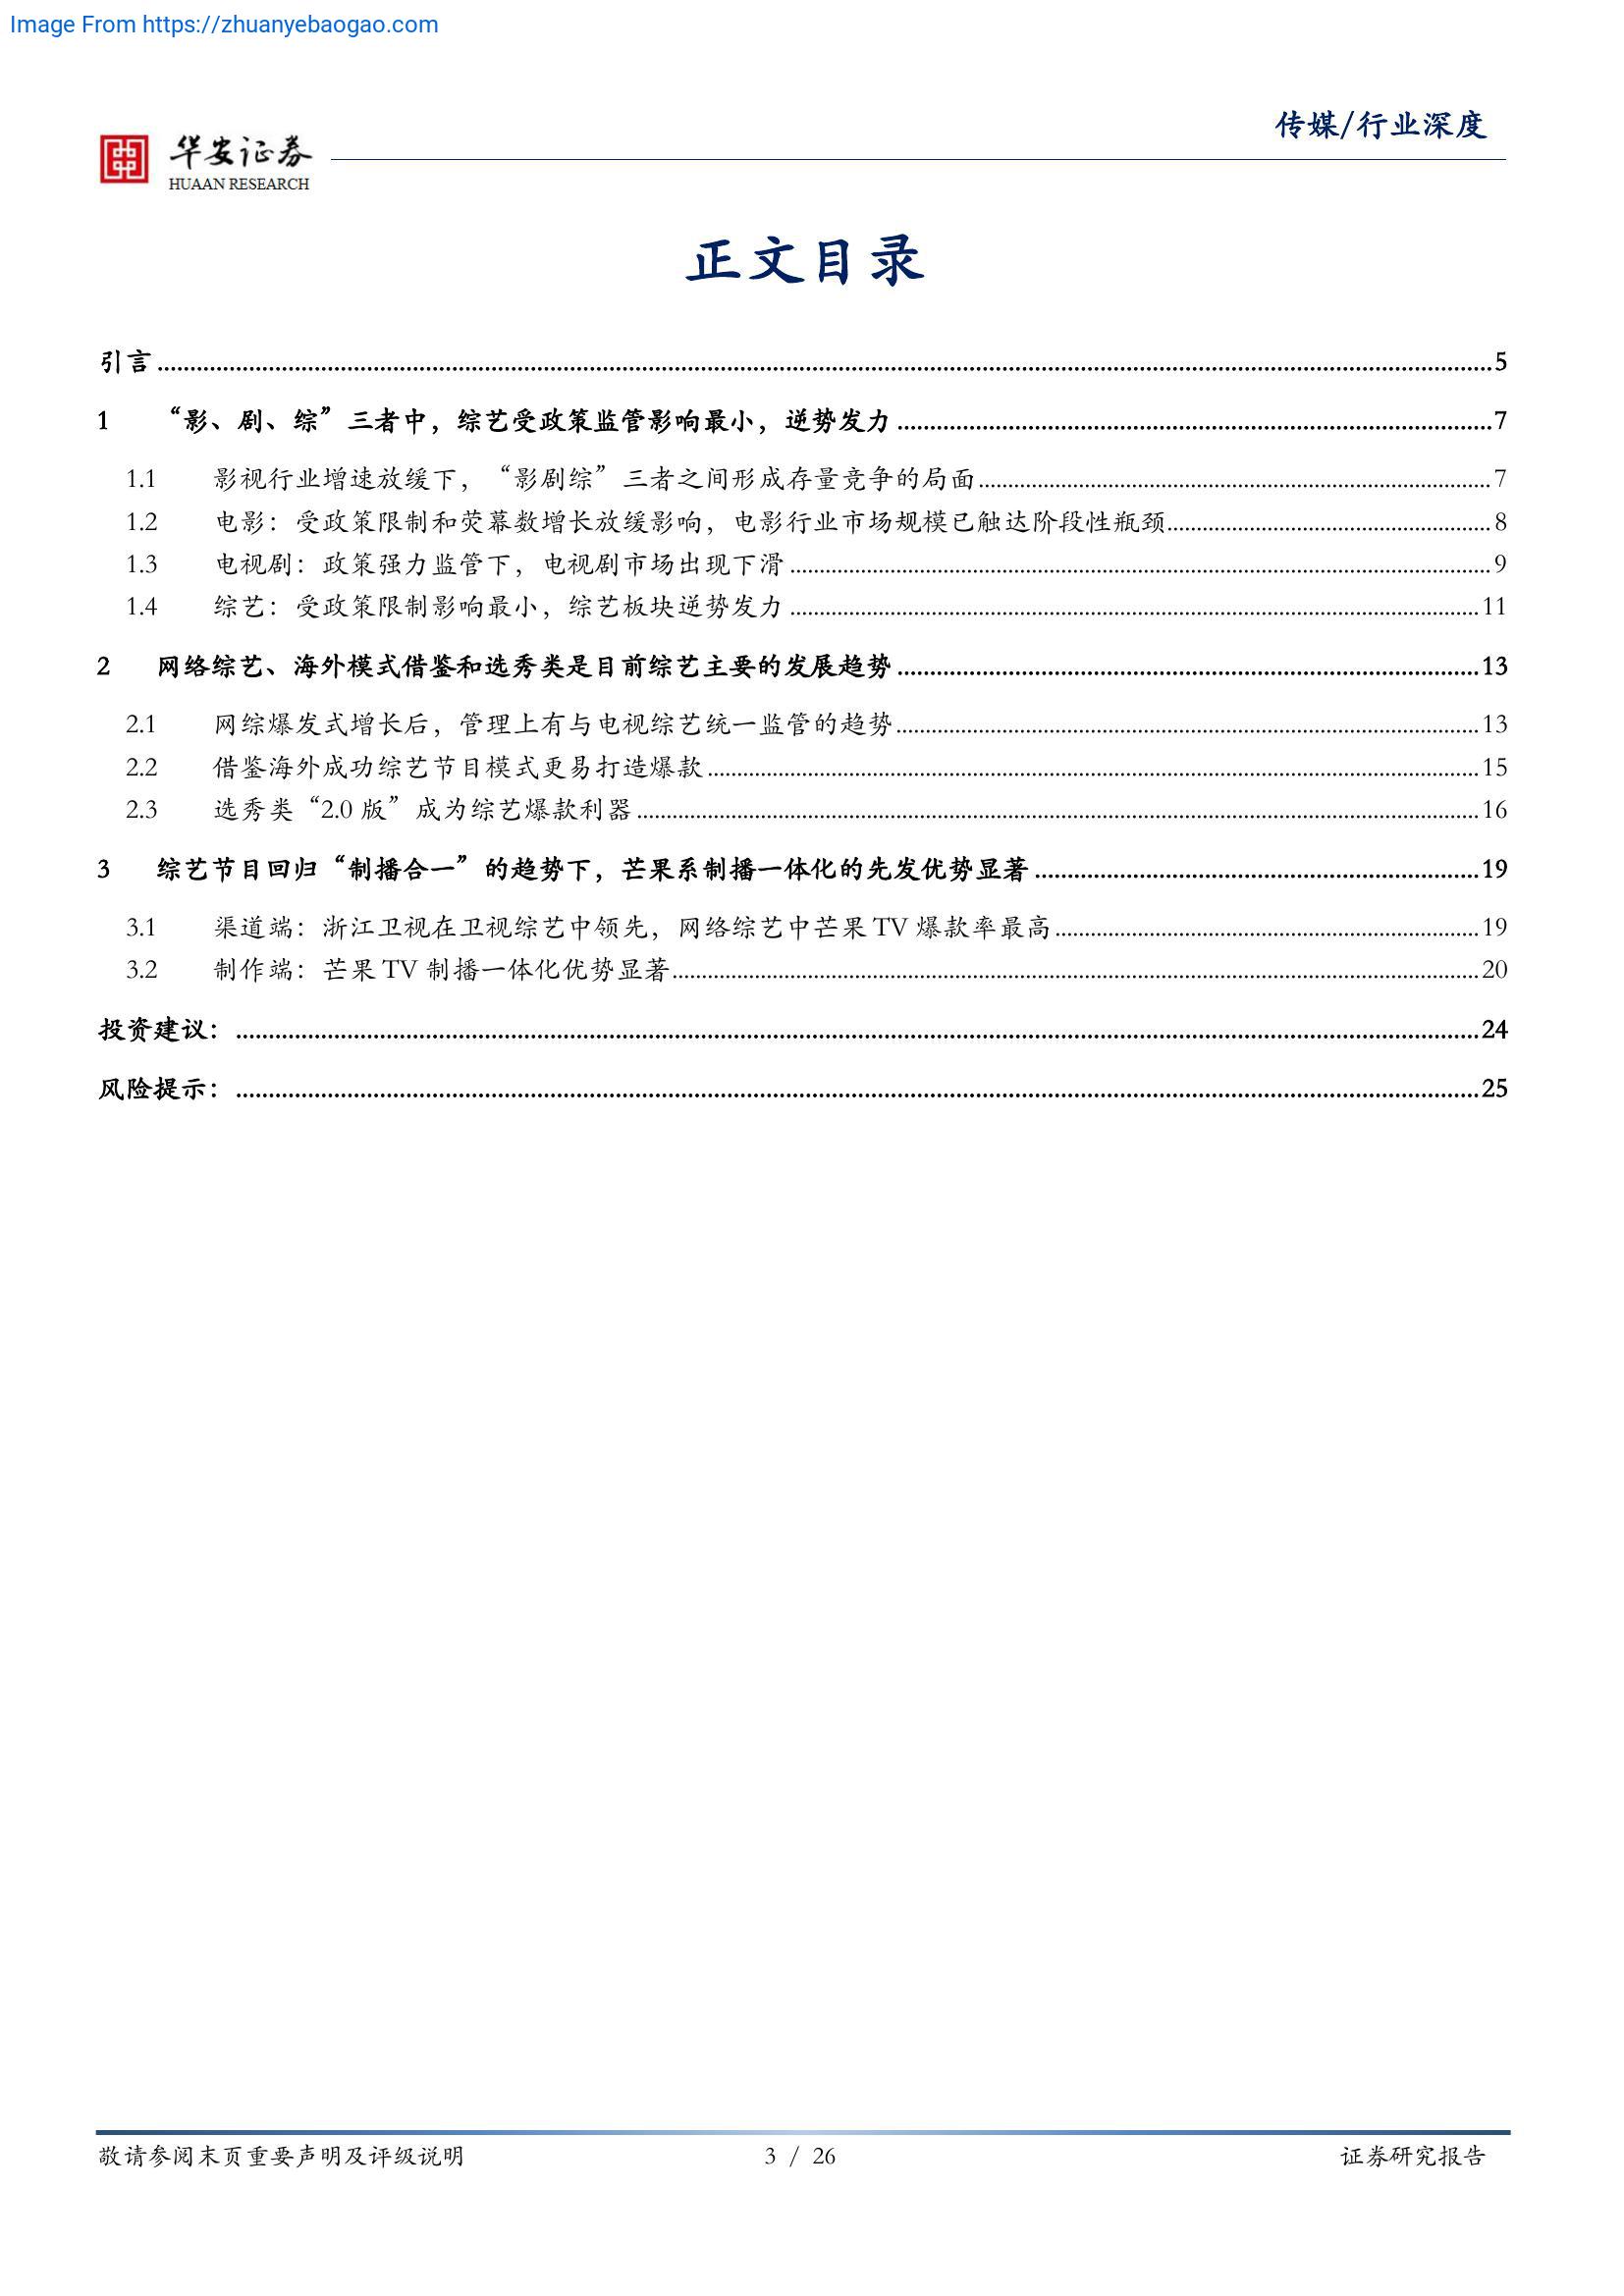 Image From https://zhuanyebaogao.com
传媒/行业深度
华安证券
HUAAN RESEARCH
正文目录
引言 5
1 “影、剧、综”三者中，综艺受政策监管影响最小，逆势发力 7
1.1 影视行业增速放缓下，“影剧综”三者之间形成存量竞争的局面 7
1.2 电影：受政策限制和荧幕数增长放缓影响，电影行业市场规模已触达阶段性瓶颈 8
1.3 电视剧：政策强力监管下，电视剧市场出现下滑 9
1.4 综艺：受政策限制影响最小，综艺板块逆势发力 11
2 网络综艺、海外模式借鉴和选秀类是目前综艺主要的发展趋势 13
2.1 网综爆发式增长后，管理上有与电视综艺统一监管的趋势 13
2.2 借鉴海外成功综艺节目模式更易打造爆款 15
2.3 选秀类“2.0 版”成为综艺爆款利器 16
3 综艺节目回归“制播合一”的趋势下，芒果系制播一体化的先发优势显著 19
3.1 渠道端：浙江卫视在卫视综艺中领先，网络综艺中芒果 TV 爆款率最高 19
3.2 制作端：芒果 TV 制播一体化优势显著 20
投资建议： 24
风险提示： 25
敬请参阅末页重要声明及评级说明 3 / 26 证券研究报告